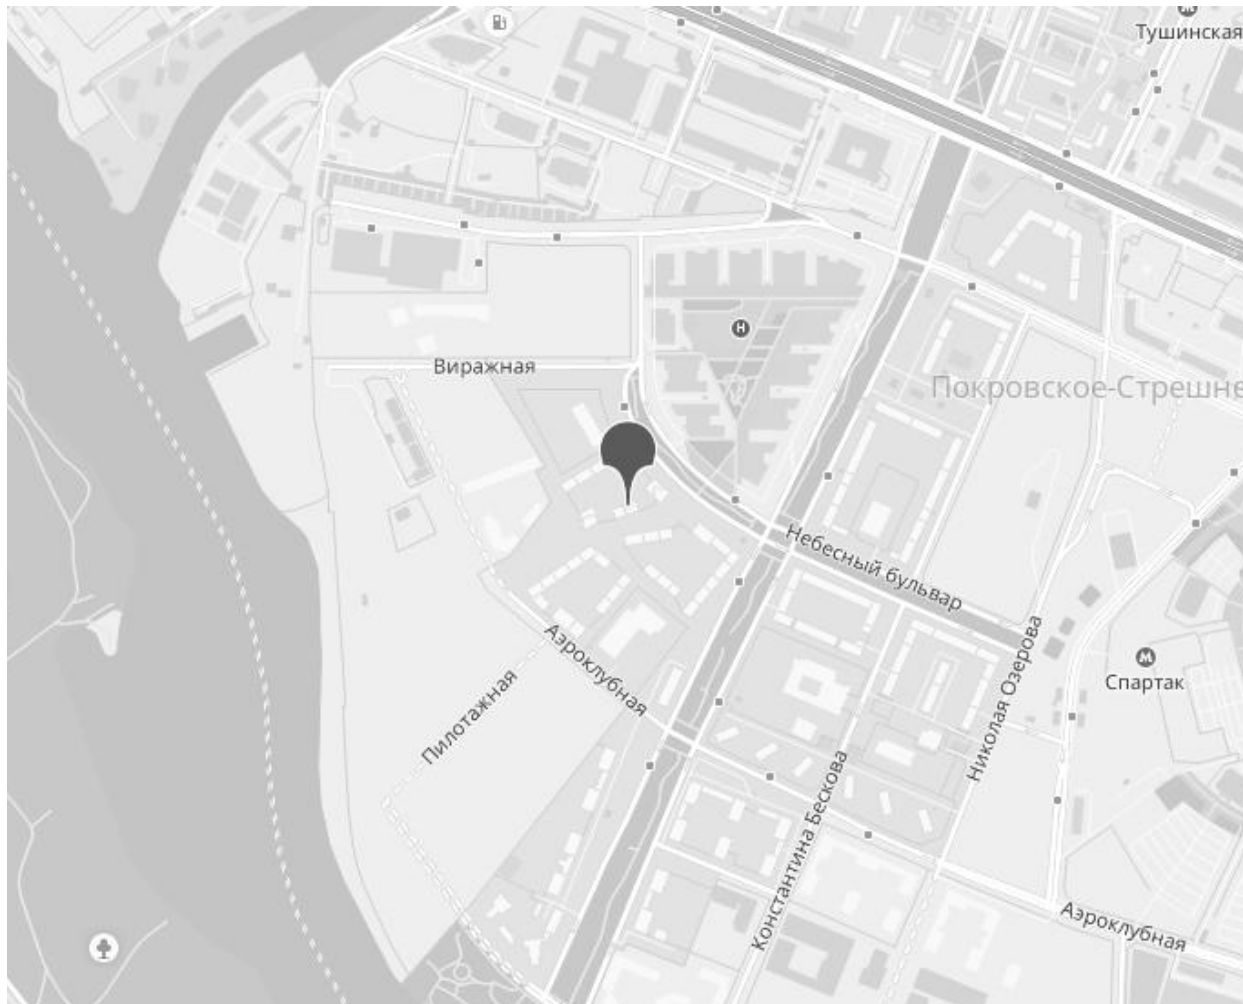 Тушинская
Н
Виражная
Покровское-Стрешне
Небесный бульвар
Аэроклубная
Николая Озерова
М
Спартак
Пилотажная
Константина Бескова
Аэроклубная